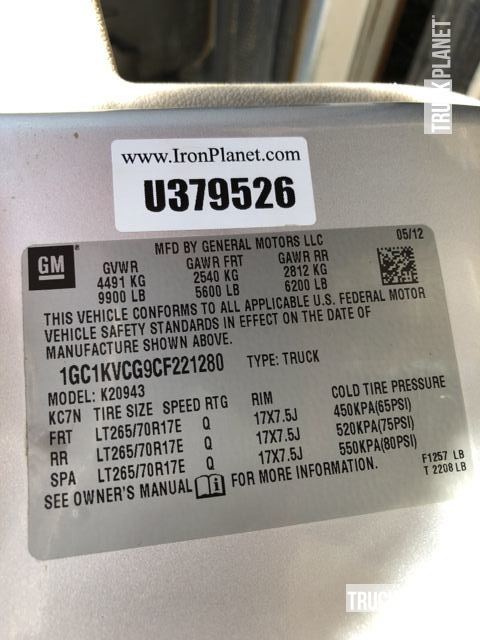 TRUCKPLANET
www.IronPlanet.com
U379526
GM
MFD BY GENERAL MOTORS LLC 05/12
GVWR GAWR FRT GAWR RR
4491 KG 2540 KG 2812 KG
9900 LB 5600 LB 6200 LB
THIS VEHICLE CONFORMS TO ALL APPLICABLE U.S. FEDERAL MOTOR
VEHICLE SAFETY STANDARDS IN EFFECT ON THE DATE OF
MANUFACTURE SHOWN ABOVE.
1GC1KVCG9CF221280 TYPE: TRUCK
MODEL: K20943
KC7N TIRE SIZE SPEED RTG RIM COLD TIRE PRESSURE
FRT LT265/70R17E Q 17X7.5J 450KPA(65PSI)
RR LT265/70R17E Q 17X7.5J 520KPA(75PSI)
SPA LT265/70R17E Q 17X7.5J 550KPA(80PSI)
SEE OWNER'S MANUAL i FOR MORE INFORMATION.
F1257 LB
T 2208 LB
TRUCK